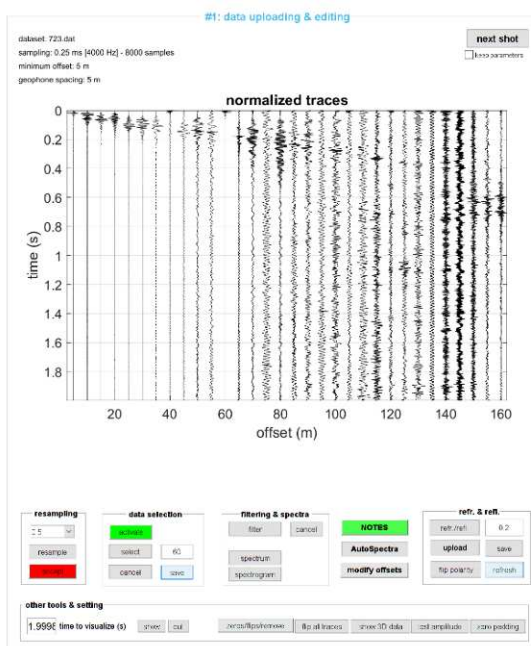 #1: data uploading & editing
dataset: 723.dat
sampling: 0.25 ms [4000 Hz] - 8000 samples
minimum offset: 5 m
geophone spacing: 5 m
next shot
keep parameters
normalized traces
0
0.2
0.4
0.6
0.8
1
1.2
1.4
1.6
1.8
time (s)
20 40 60 80 100 120 140 160
offset (m)
resampling
resample
data selection
activate
select 60
cancel save
filtering & spectra
filter cancel
spectrum
spectrogram
NOTES
AutoSpectra
modify offsets
refr. & refl.
refr./refl 0.2
upload save
flip polarity refresh
other tools & setting
1.9998 time to visualize (s) show cut flip all traces show 3D data test amplitude zero padding